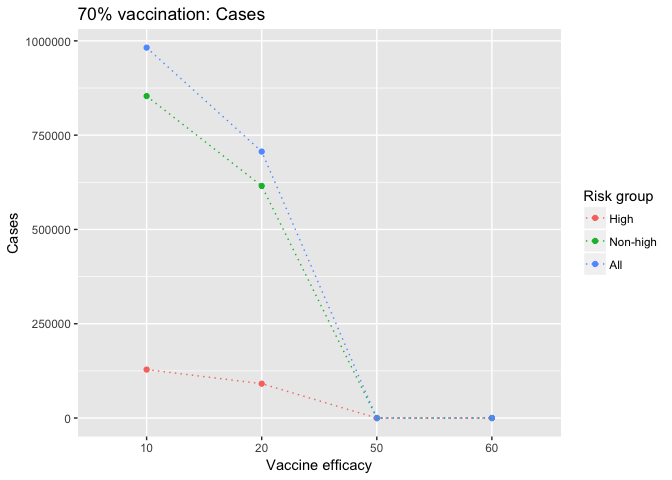 70% vaccination: Cases
1000000
750000
500000
250000
0
Cases
10 20 50 60
Vaccine efficacy
Risk group
High
Non-high
All